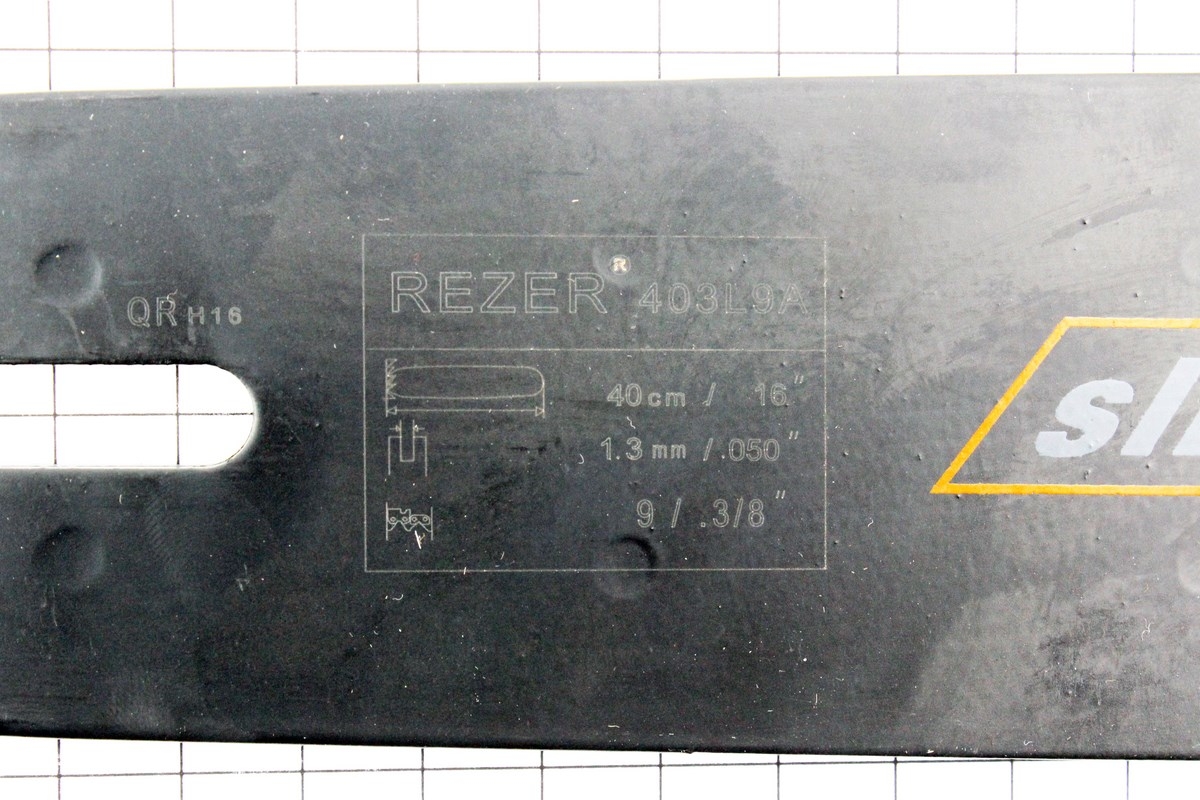 REZER® 403L9A
QR H16
40cm / 16"
1.3 mm / .050"
9 / .3/8"